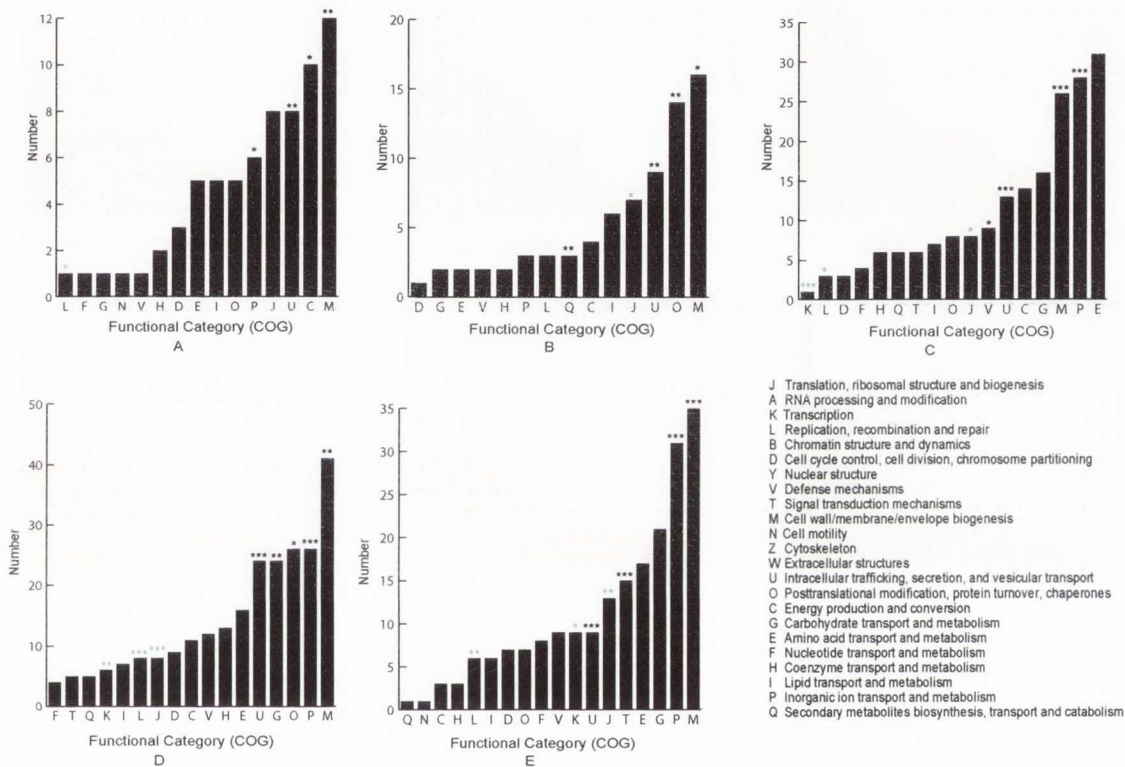 12
10
8
6
4
2
0
Number
*
*
**
*
**
L F G N V H D E I O P J U C M
Functional Category (COG)
A
20
15
10
5
0
Number
**
*
**
**
*
D G E V H P L Q C I J U O M
Functional Category (COG)
B
35
30
25
20
15
10
5
0
Number
***
*
*
*
***
***
***
K L D F H Q T I O J V U C G M P E
Functional Category (COG)
C
50
40
30
20
10
0
Number
**
***
***
***
**
*
***
**
F T Q K I L J D C V H E U G O P M
Functional Category (COG)
D
35
30
25
20
15
10
5
0
Number
**
*
***
**
***
***
***
Q N C H L I D O F V K U J T E G P M
Functional Category (COG)
E
J Translation, ribosomal structure and biogenesis
A RNA processing and modification
K Transcription
L Replication, recombination and repair
B Chromatin structure and dynamics
D Cell cycle control, cell division, chromosome partitioning
Y Nuclear structure
V Defense mechanisms
T Signal transduction mechanisms
M Cell wall/membrane/envelope biogenesis
N Cell motility
Z Cytoskeleton
W Extracellular structures
U Intracellular trafficking, secretion, and vesicular transport
O Posttranslational modification, protein turnover, chaperones
C Energy production and conversion
G Carbohydrate transport and metabolism
E Amino acid transport and metabolism
F Nucleotide transport and metabolism
H Coenzyme transport and metabolism
I Lipid transport and metabolism
P Inorganic ion transport and metabolism
Q Secondary metabolites biosynthesis, transport and catabolism